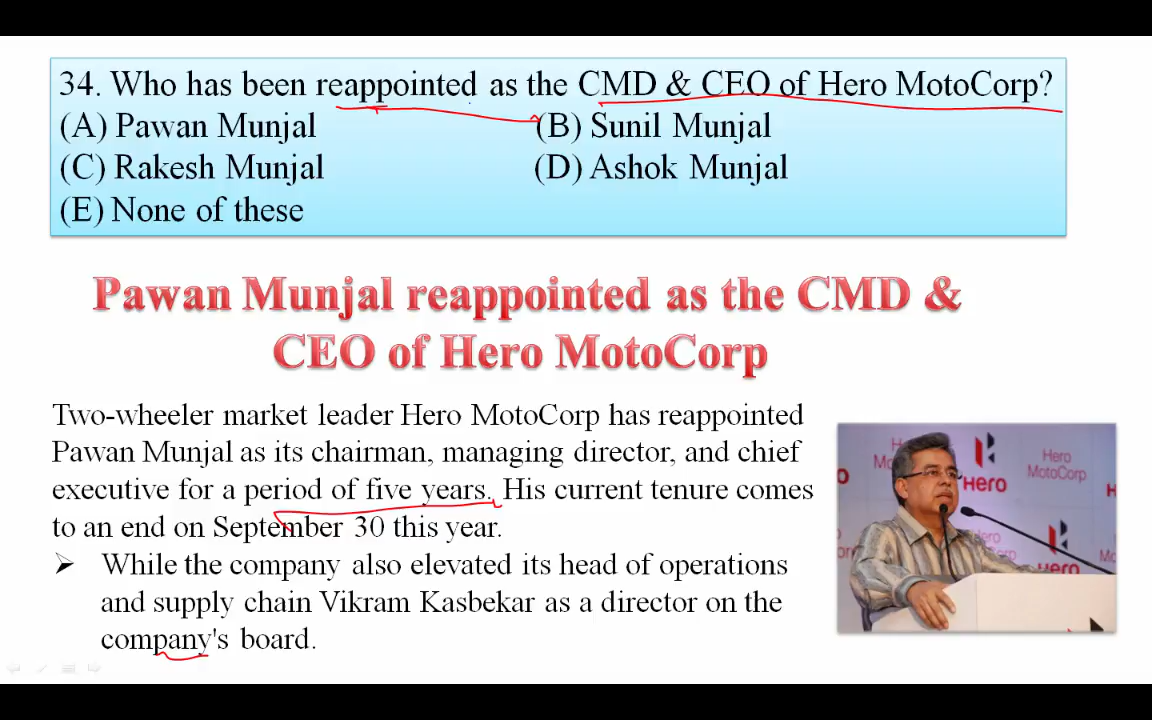 34. Who has been reappointed as the CMD & CEO of Hero MotoCorp?
(A) Pawan Munjal (B) Sunil Munjal
(C) Rakesh Munjal (D) Ashok Munjal
(E) None of these
Pawan Munjal reappointed as the CMD &
CEO of Hero MotoCorp
Two-wheeler market leader Hero MotoCorp has reappointed
Pawan Munjal as its chairman, managing director, and chief
executive for a period of five years. His current tenure comes
to an end on September 30 this year.
➢ While the company also elevated its head of operations
and supply chain Vikram Kasbekar as a director on the
company's board.
Hero
MotoCorp
Hero
Hero